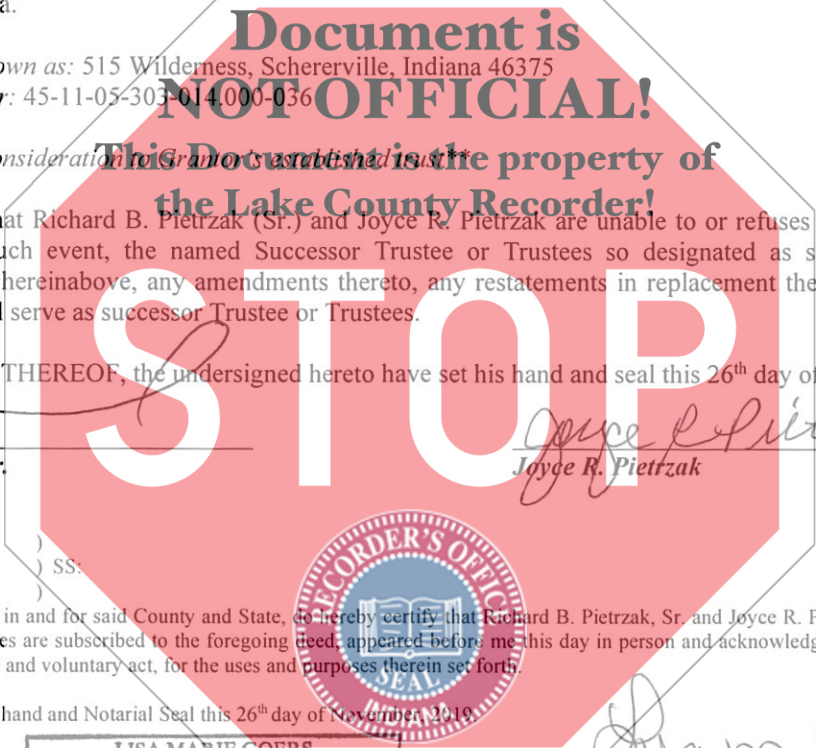 a.
Document is
own as: 515 Wilderness, Schererville, Indiana 46375
NOT OFFICIAL!
r: 45-11-05-303-014.000-036
This Document is the property of
onsideration to Grantor's established trust**
the Lake County Recorder!
at Richard B. Pietrzak (Sr.) and Joyce R. Pietrzak are unable to or refuses
uch event, the named Successor Trustee or Trustees so designated as s
hereinabove, any amendments thereto, any restatements in replacement the
l serve as successor Trustee or Trustees.
STOP
THEREOF, the undersigned hereto have set his hand and seal this 26th day of
Joyce R Pi
r. Joyce R. Pietrzak
)
) SS:
)
RECORDER'S OFFICE
in and for said County and State, do hereby certify that Richard B. Pietrzak, Sr. and Joyce R. P
es are subscribed to the foregoing deed, appeared before me this day in person and acknowledg
and voluntary act, for the uses and purposes therein set forth.
SEAL
INDIANA
hand and Notarial Seal this 26th day of November, 2019.
LISA MARIE GOERS